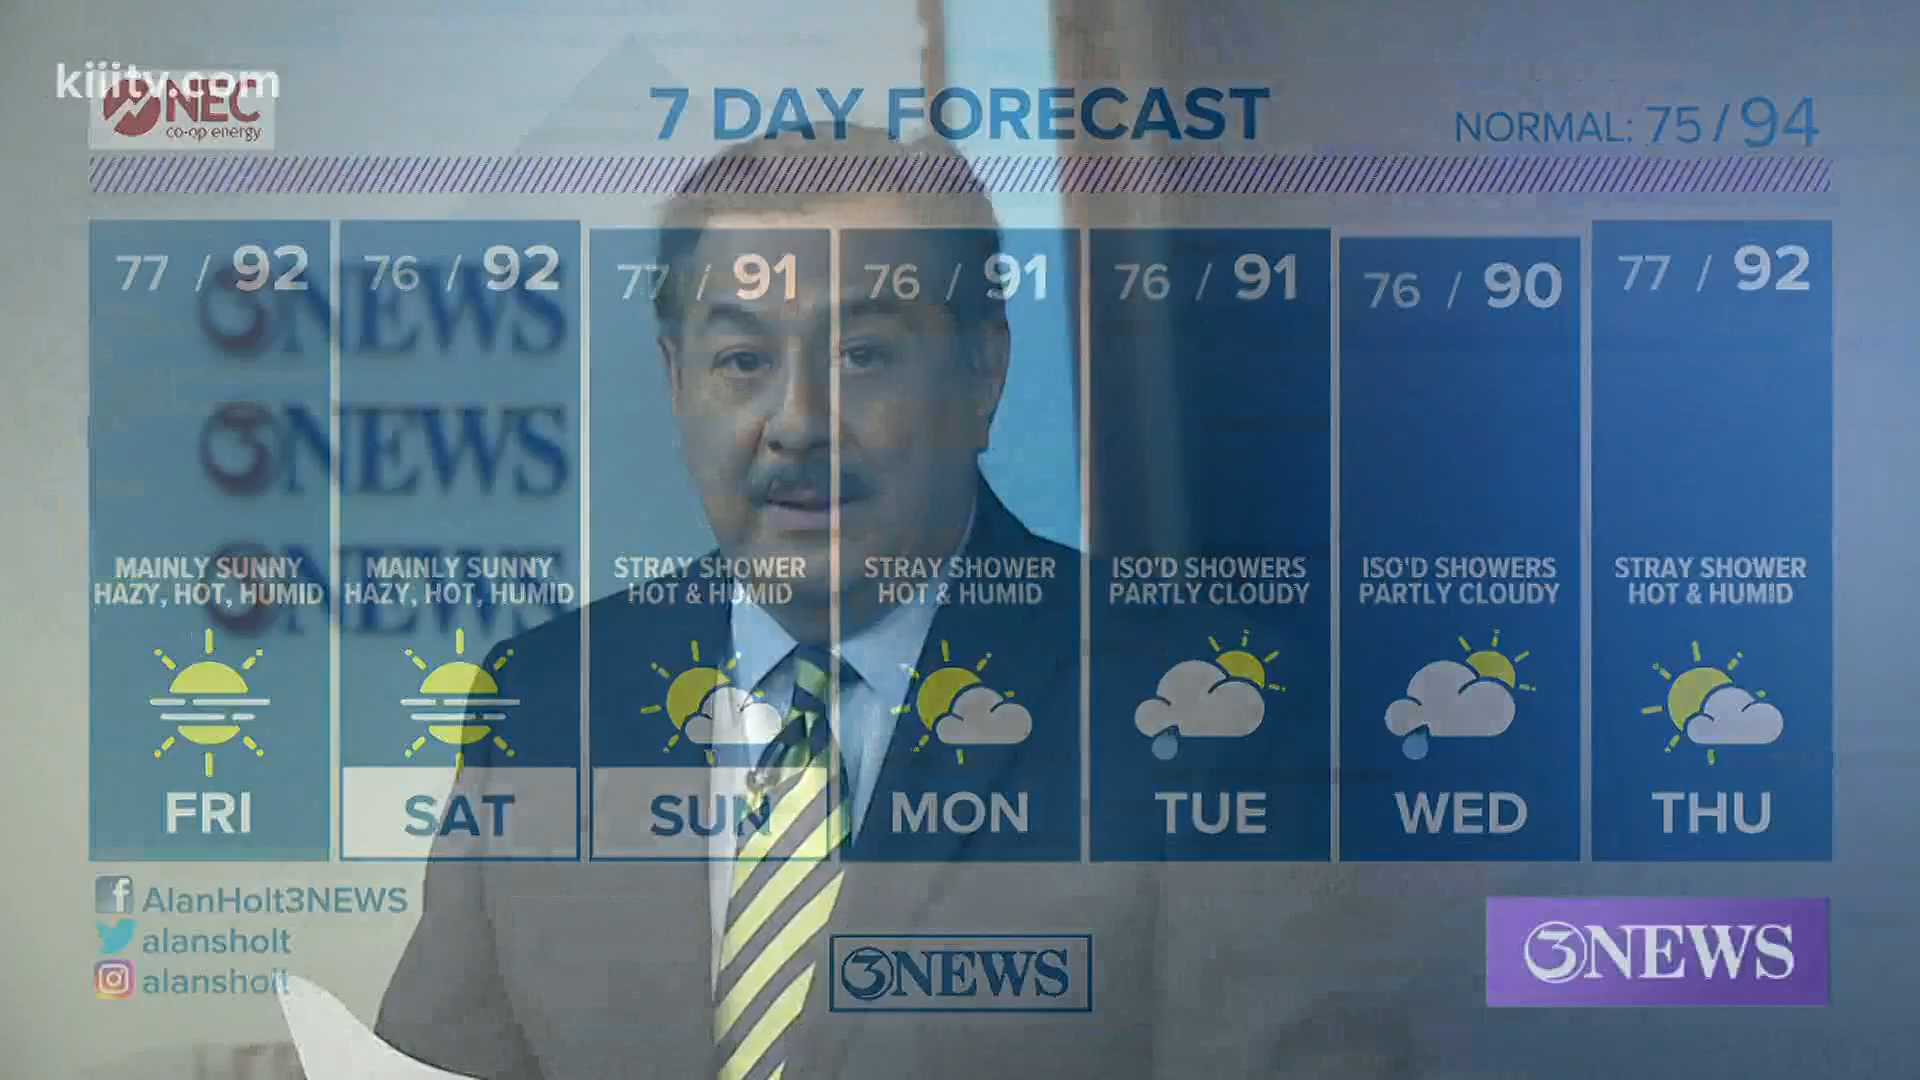 kiiitv.com
NEC
co-op energy
7 DAY FORECAST
NORMAL: 75 / 94
77 / 92
76 / 92
77 / 91
76 / 91
76 / 91
76 / 90
77 / 92
3NEWS
3NEWS
3NEWS
MAINLY SUNNY
HAZY, HOT, HUMID
MAINLY SUNNY
HAZY, HOT, HUMID
STRAY SHOWER
HOT & HUMID
STRAY SHOWER
HOT & HUMID
ISO'D SHOWERS
PARTLY CLOUDY
ISO'D SHOWERS
PARTLY CLOUDY
STRAY SHOWER
HOT & HUMID
FRI
SAT
SUN
MON
TUE
WED
THU
AlanHolt3NEWS
alansholt
alansholt
3NEWS
3NEWS